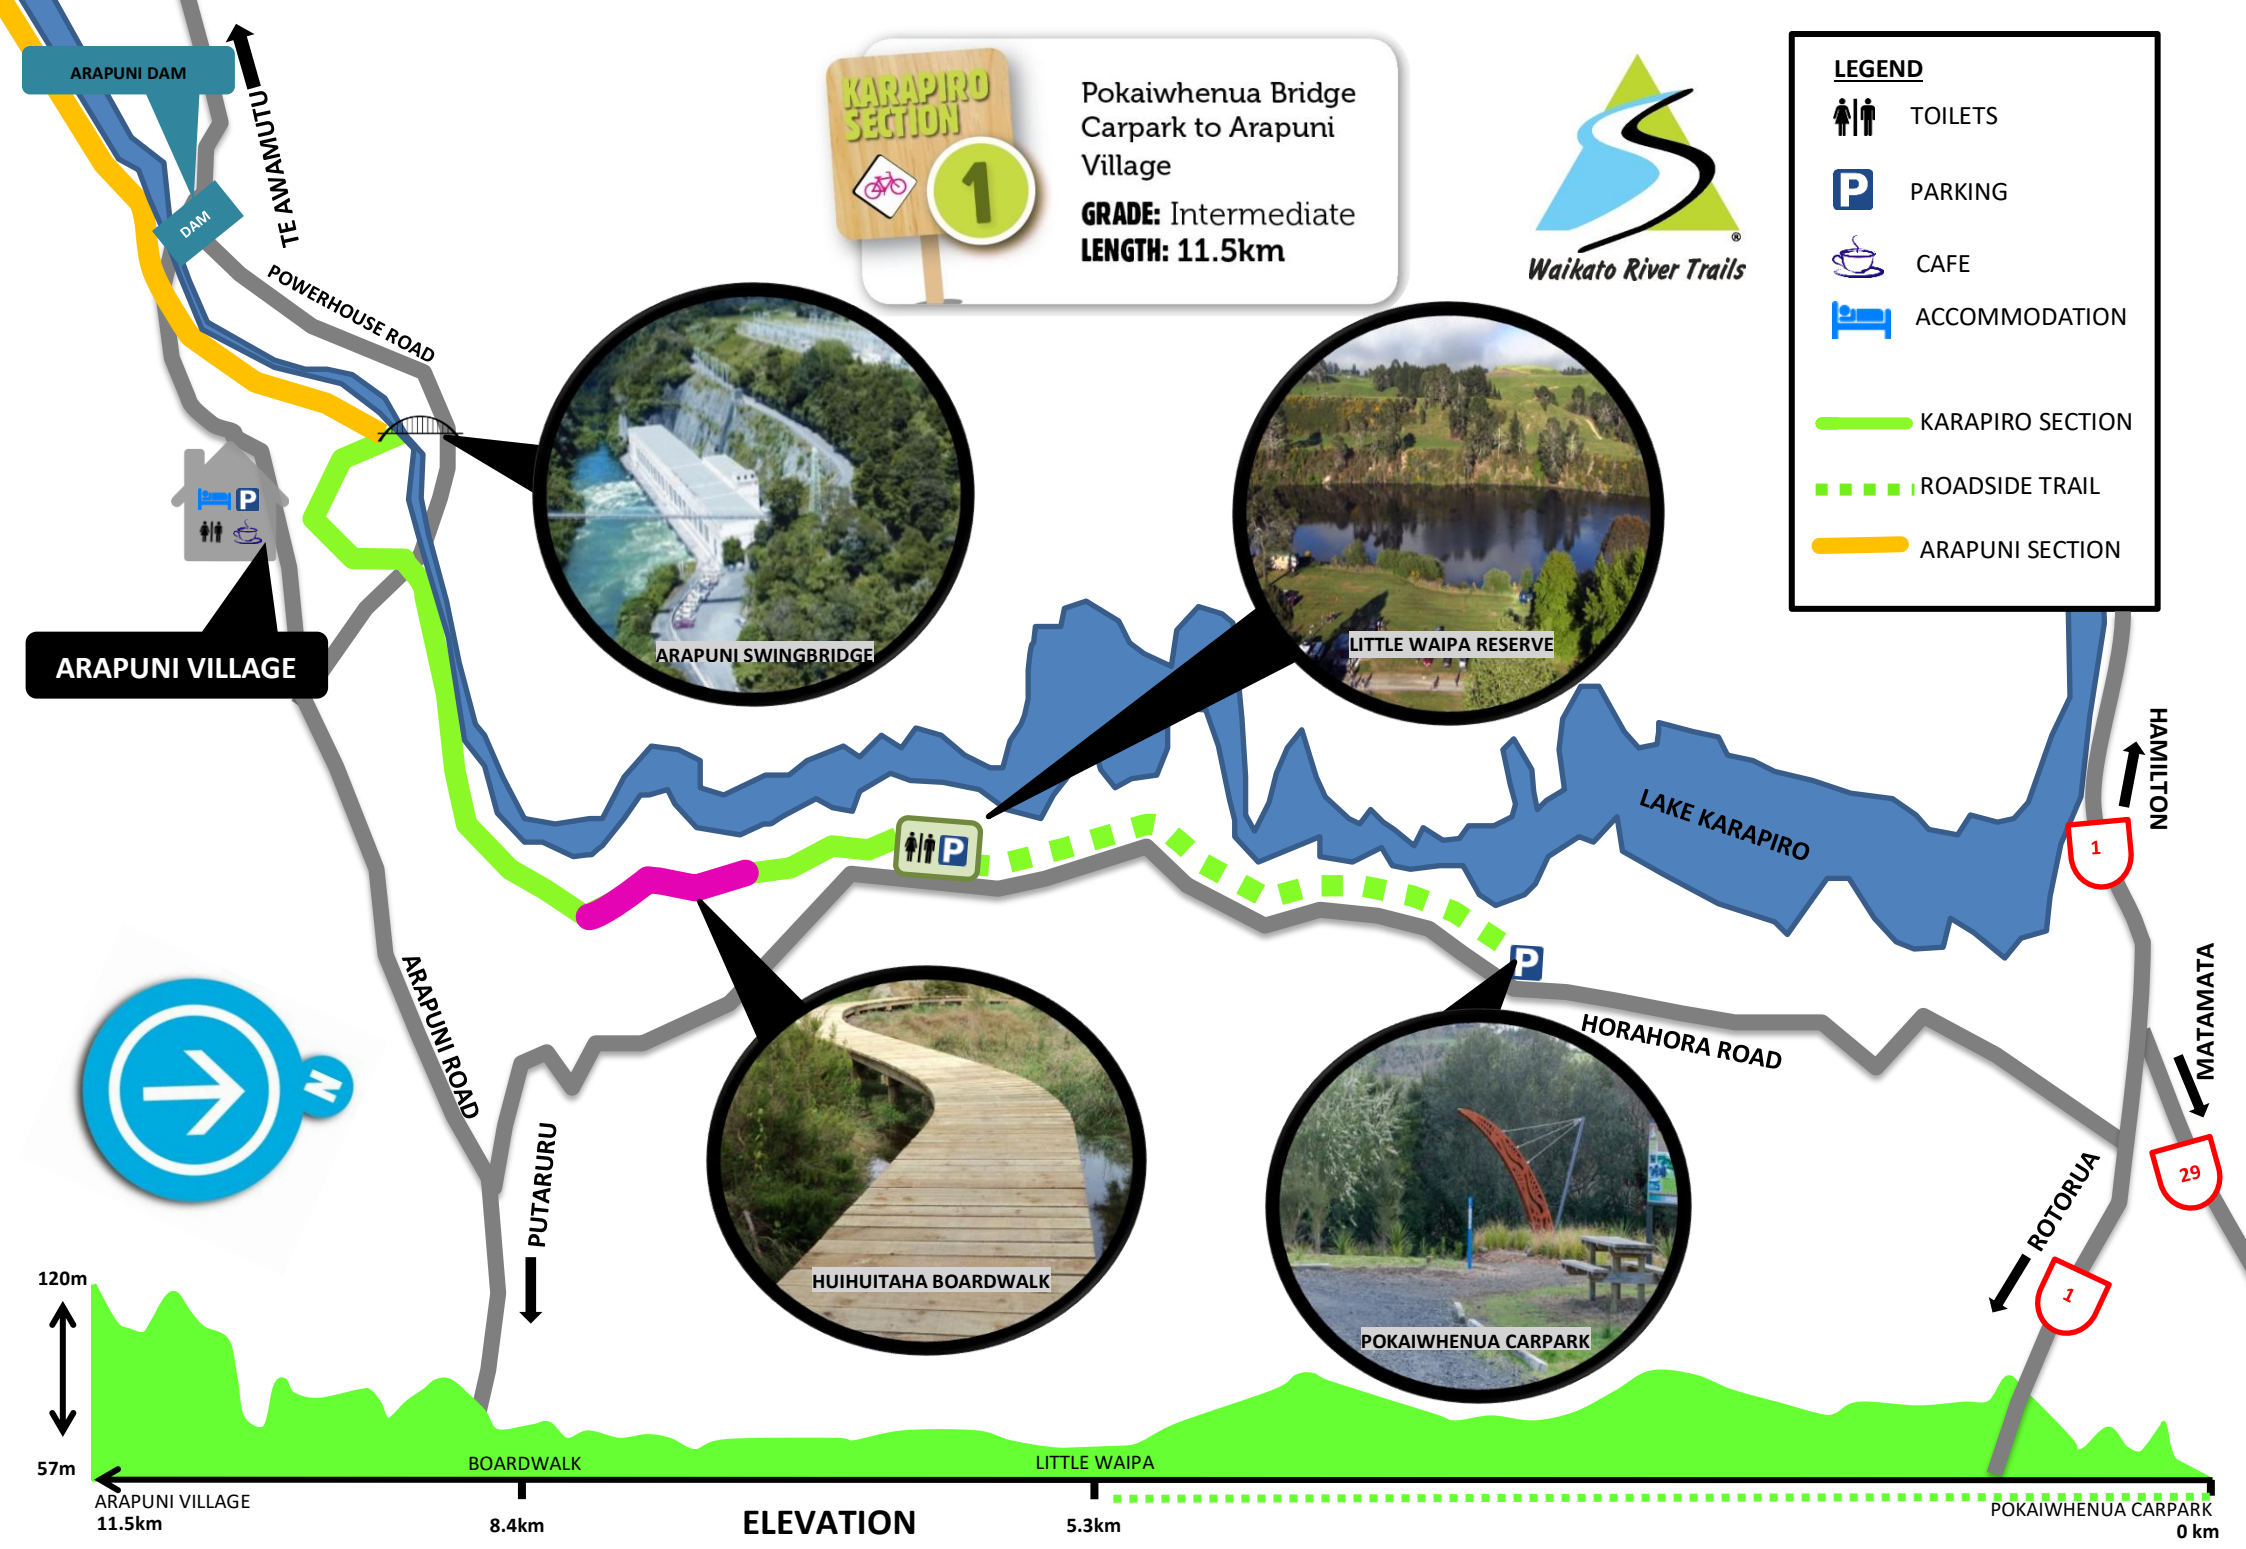 ARAPUNI DAM
TE AWAMUTU
DAM
POWERHOUSE ROAD
KARAPIRO
SECTION
1
Pokaiwhenua Bridge
Carpark to Arapuni
Village
GRADE: Intermediate
LENGTH: 11.5km
Waikato River Trails
®
LEGEND
TOILETS
P PARKING
CAFE
ACCOMMODATION
KARAPIRO SECTION
ROADSIDE TRAIL
ARAPUNI SECTION
P
ARAPUNI VILLAGE
ARAPUNI SWINGBRIDGE
LITTLE WAIPA RESERVE
HAMILTON
LAKE KARAPIRO
1
P
P
ARAPUNI ROAD
HORAHORA ROAD
MATAMATA
N
PUTARURU
HUIHUITAHA BOARDWALK
POKAIWHENUA CARPARK
ROTORUA
29
1
120m
57m
BOARDWALK
LITTLE WAIPA
ARAPUNI VILLAGE
11.5km
8.4km
ELEVATION
5.3km
POKAIWHENUA CARPARK
0 km